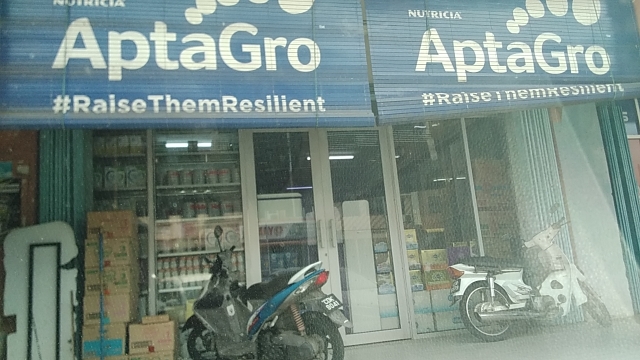 NUTRICIA
AptaGro
#RaiseThemResilient
NUTRICIA
AptaGro
#RaiseThemResilient